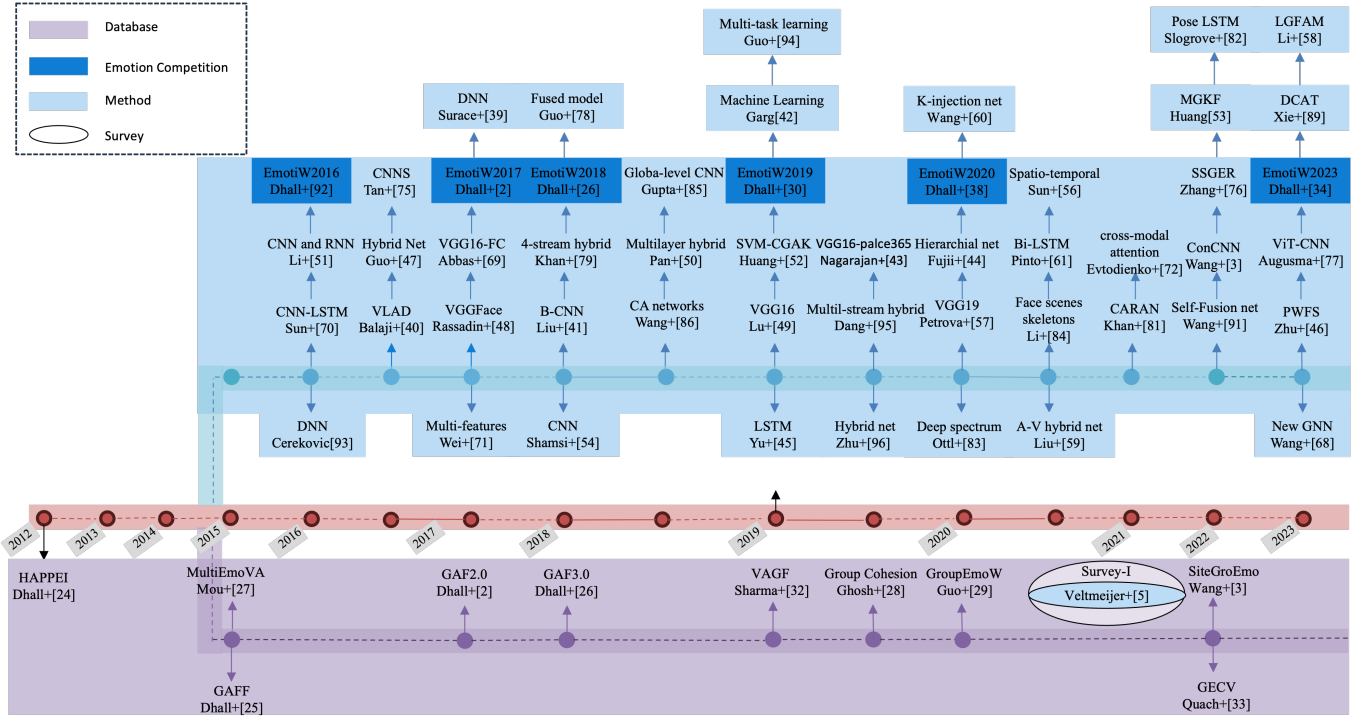 Database
Emotion Competition
Method
Survey
Multi-task learning
Guo+[94]
Pose LSTM
Slogrove+[82]
LGFAM
Li+[58]
DNN
Surace+[39]
Fused model
Guo+[78]
Machine Learning
Garg[42]
K-injection net
Wang+[60]
MGKF
Huang[53]
DCAT
Xie+[89]
EmotiW2016
Dhall+[92]
CNNS
Tan+[75]
EmotiW2017
Dhall+[2]
EmotiW2018
Dhall+[26]
Globa-level CNN
Gupta+[85]
EmotiW2019
Dhall+[30]
EmotiW2020
Dhall+[38]
Spatio-temporal
Sun+[56]
SSGER
Zhang+[76]
EmotiW2023
Dhall+[34]
CNN and RNN
Li+[51]
Hybrid Net
Guo+[47]
VGG16-FC
Abbas+[69]
4-stream hybrid
Khan+[79]
Multilayer hybrid
Pan+[50]
SVM-CGAK
Huang+[52]
VGG16-palce365
Nagarajan+[43]
Hierarchial net
Fujii+[44]
Bi-LSTM
Pinto+[61]
cross-modal
attention
Evtodienko+[72]
ConCNN
Wang+[3]
ViT-CNN
Augusma+[77]
CNN-LSTM
Sun+[70]
VLAD
Balaji+[40]
VGGFace
Rassadin+[48]
B-CNN
Liu+[41]
CA networks
Wang+[86]
VGG16
Lu+[49]
Multil-stream hybrid
Dang+[95]
VGG19
Petrova+[57]
Face scenes
skeletons
Li+[84]
CARAN
Khan+[81]
Self-Fusion net
Wang+[91]
PWFS
Zhu+[46]
DNN
Cerekovic[93]
Multi-features
Wei+[71]
CNN
Shamsi+[54]
LSTM
Yu+[45]
Hybrid net
Zhu+[96]
Deep spectrum
Ottl+[83]
A-V hybrid net
Liu+[59]
New GNN
Wang+[68]
2012
2013
2014
2015
2016
2017
2018
2019
2020
2021
2022
2023
HAPPEI
Dhall+[24]
MultiEmoVA
Mou+[27]
GAF2.0
Dhall+[2]
GAF3.0
Dhall+[26]
VAGF
Sharma+[32]
Group Cohesion
Ghosh+[28]
GroupEmoW
Guo+[29]
Survey-I
Veltmeijer+[5]
SiteGroEmo
Wang+[3]
GAFF
Dhall+[25]
GECV
Quach+[33]